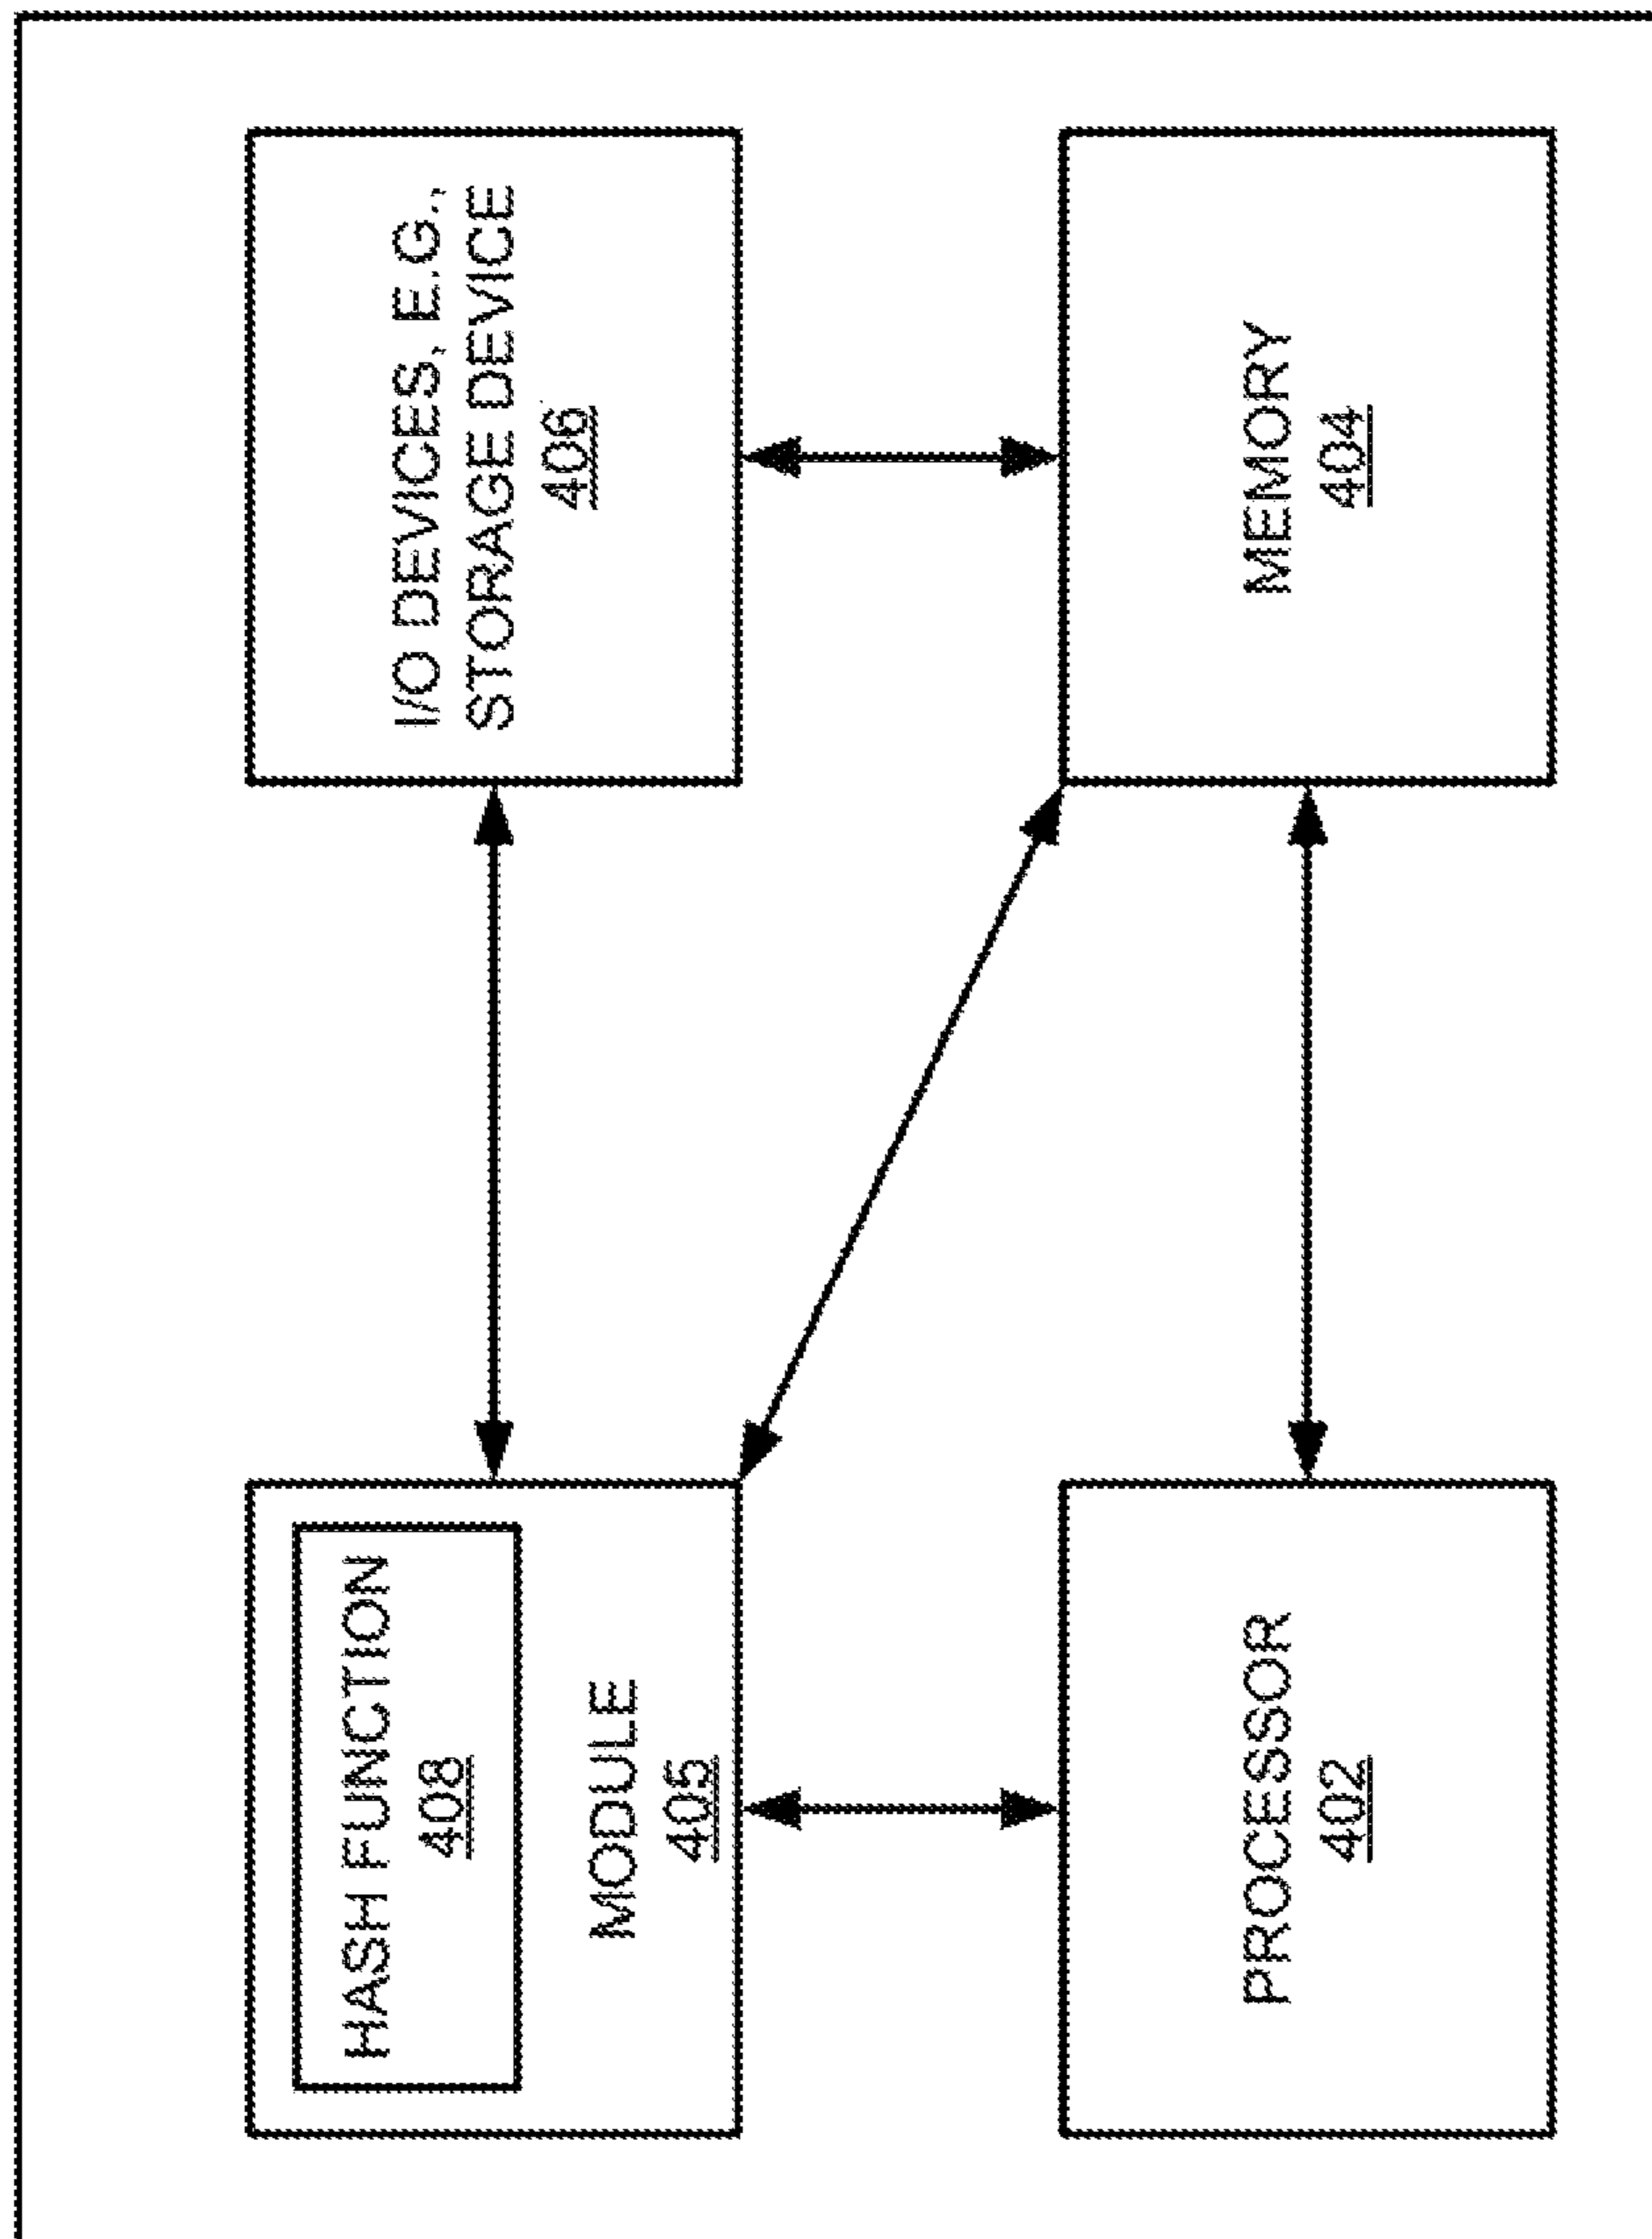 HASH FUNCTION
408
MODULE
405
I/O DEVICES, E.G.,
STORAGE DEVICE
406
PROCESSOR
402
MEMORY
404